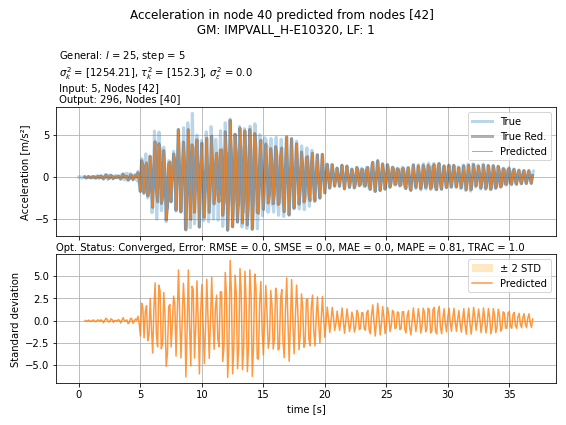 Acceleration in node 40 predicted from nodes [42]
GM: IMPVALL_H-E10320, LF: 1
General: l = 25, step = 5
σ²ₖ = [1254.21], τ²ₖ = [152.3], σ²ε = 0.0
Input: 5, Nodes [42]
Output: 296, Nodes [40]
Acceleration [m/s²]
5
0
−5
True
True Red.
Predicted
Opt. Status: Converged, Error: RMSE = 0.0, SMSE = 0.0, MAE = 0.0, MAPE = 0.81, TRAC = 1.0
Standard deviation
5.0
2.5
0.0
−2.5
−5.0
± 2 STD
Predicted
0 5 10 15 20 25 30 35
time [s]